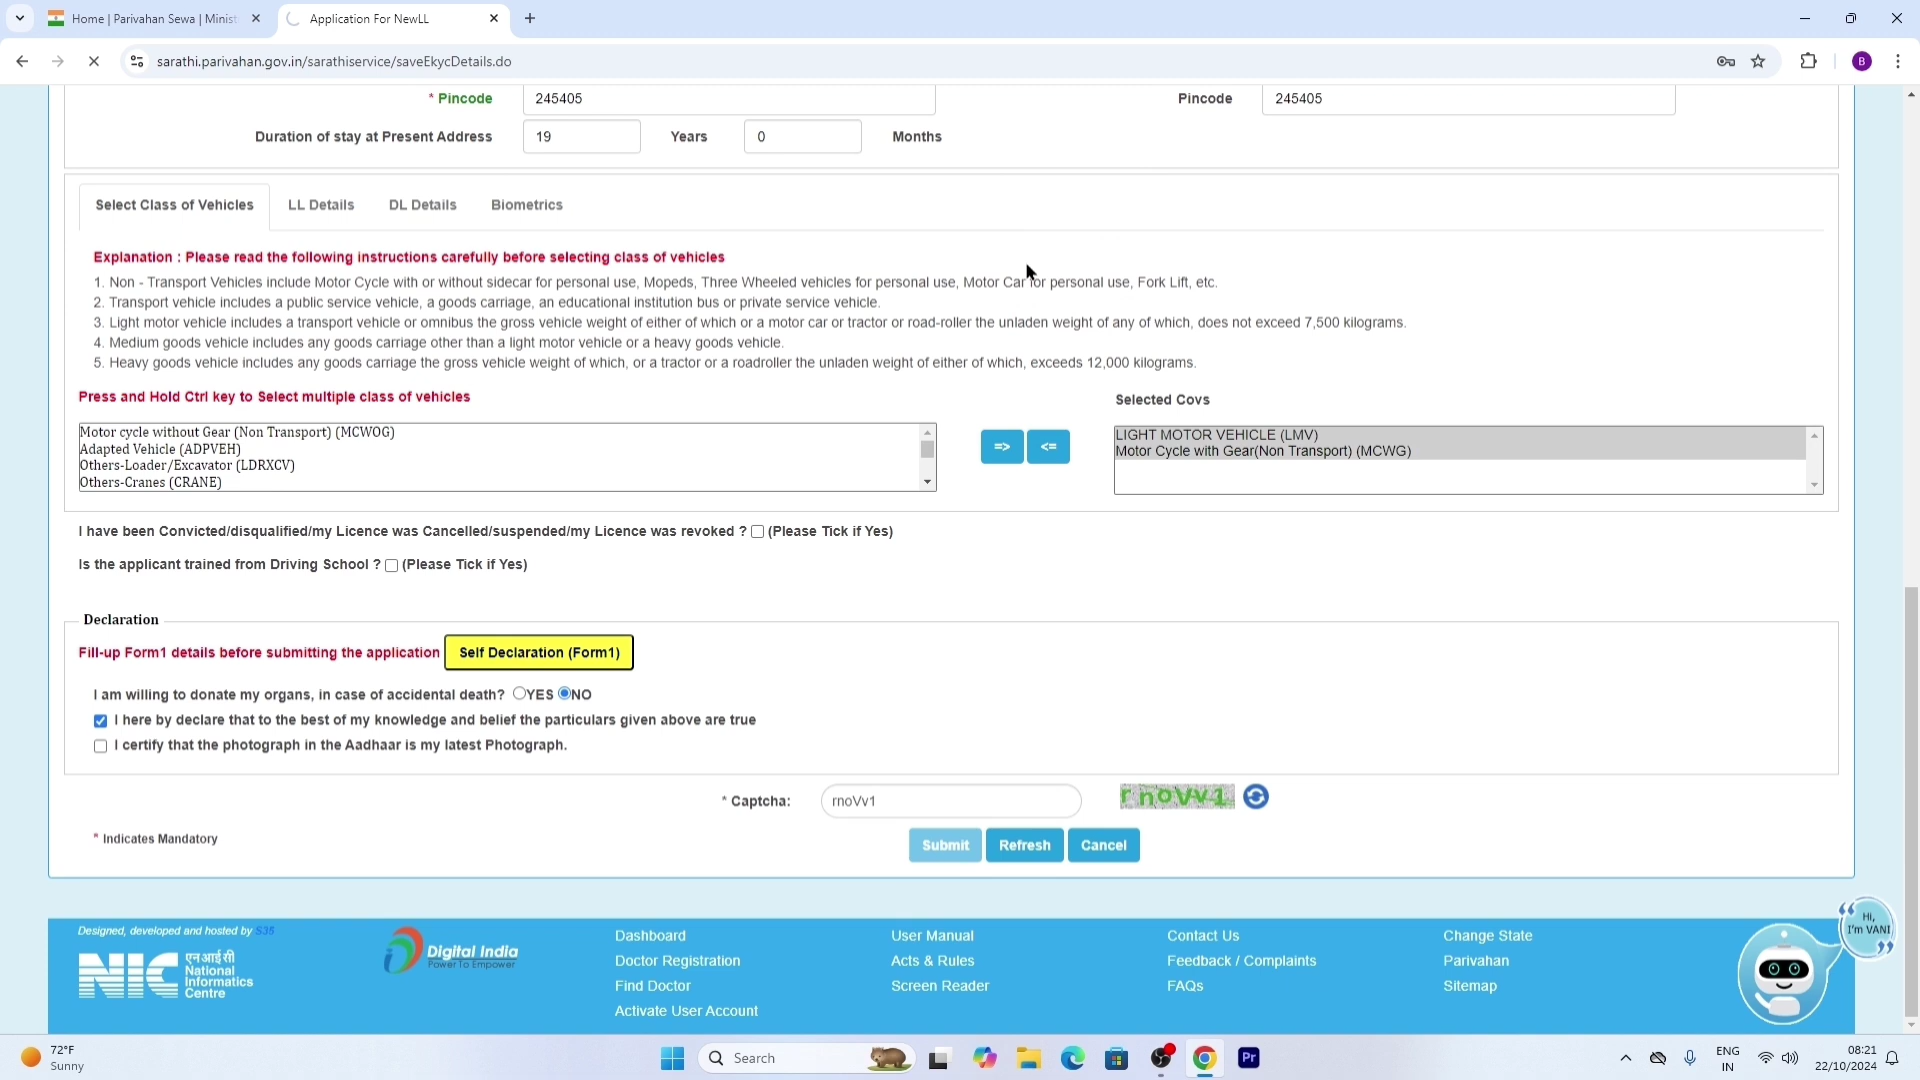 Home | Parivahan Sewa | Minist
Application For NewLL
sarathi.parivahan.gov.in/sarathiservice/saveEkycDetails.do
B
* Pincode 245405 Pincode 245405
Duration of stay at Present Address 19 Years 0 Months
Select Class of Vehicles LL Details DL Details Biometrics
Explanation : Please read the following instructions carefully before selecting class of vehicles
1. Non - Transport Vehicles include Motor Cycle with or without sidecar for personal use, Mopeds, Three Wheeled vehicles for personal use, Motor Car for personal use, Fork Lift, etc.
2. Transport vehicle includes a public service vehicle, a goods carriage, an educational institution bus or private service vehicle.
3. Light motor vehicle includes a transport vehicle or omnibus the gross vehicle weight of either of which or a motor car or tractor or road-roller the unladen weight of any of which, does not exceed 7,500 kilograms.
4. Medium goods vehicle includes any goods carriage other than a light motor vehicle or a heavy goods vehicle.
5. Heavy goods vehicle includes any goods carriage the gross vehicle weight of which, or a tractor or a roadroller the unladen weight of either of which, exceeds 12,000 kilograms.
Press and Hold Ctrl key to Select multiple class of vehicles
Selected Covs
Motor cycle without Gear (Non Transport) (MCWOG)
Adapted Vehicle (ADPVEH)
Others-Loader/Excavator (LDRXCV)
Others-Cranes (CRANE)
=> <=
LIGHT MOTOR VEHICLE (LMV)
Motor Cycle with Gear(Non Transport) (MCWG)
I have been Convicted/disqualified/my Licence was Cancelled/suspended/my Licence was revoked ? (Please Tick if Yes)
Is the applicant trained from Driving School ? (Please Tick if Yes)
Declaration
Fill-up Form1 details before submitting the application Self Declaration (Form1)
I am willing to donate my organs, in case of accidental death? YES NO
I here by declare that to the best of my knowledge and belief the particulars given above are true
I certify that the photograph in the Aadhaar is my latest Photograph.
* Captcha: rnoVv1 rnoVv1
* Indicates Mandatory
Submit Refresh Cancel
Designed, developed and hosted by S35
NIC एन आई सी
National
Informatics
Centre
Digital India
Power To Empower
Dashboard
Doctor Registration
Find Doctor
Activate User Account
User Manual
Acts & Rules
Screen Reader
Contact Us
Feedback / Complaints
FAQs
Change State
Parivahan
Sitemap
Hi,
I'm VANI
72°F
Sunny
Search
Pr
ENG
IN
08:21
22/10/2024